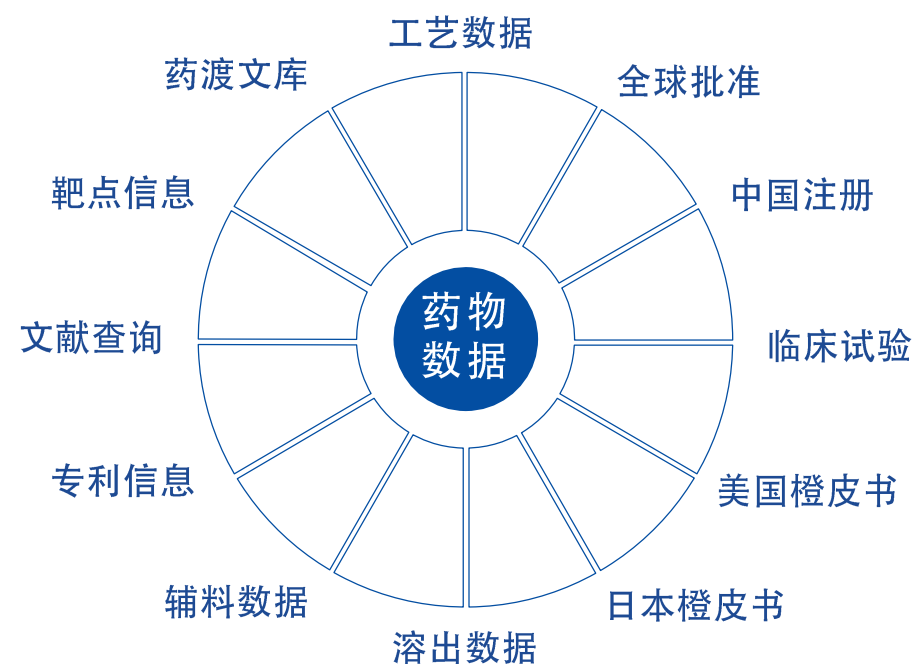 工艺数据
药渡文库
全球批准
靶点信息
中国注册
药物
数据
文献查询
临床试验
专利信息
美国橙皮书
辅料数据
日本橙皮书
溶出数据